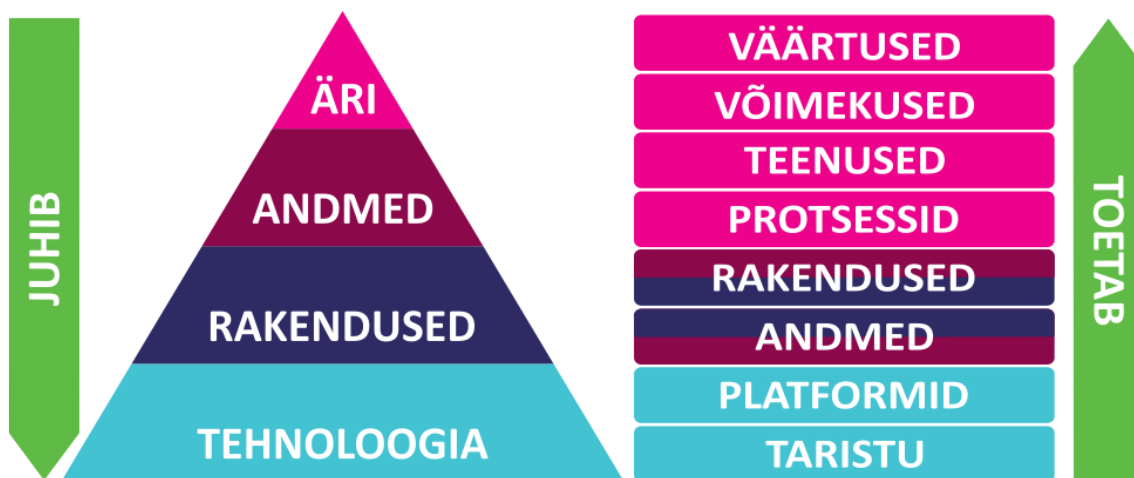 JUHIB
ÄRI
ANDMED
RAKENDUSED
TEHNOLOOGIA
VÄÄRTUSED
VÕIMEKUSED
TEENUSED
PROTSESSID
RAKENDUSED
ANDMED
PLATFORMID
TARISTU
TOETAB